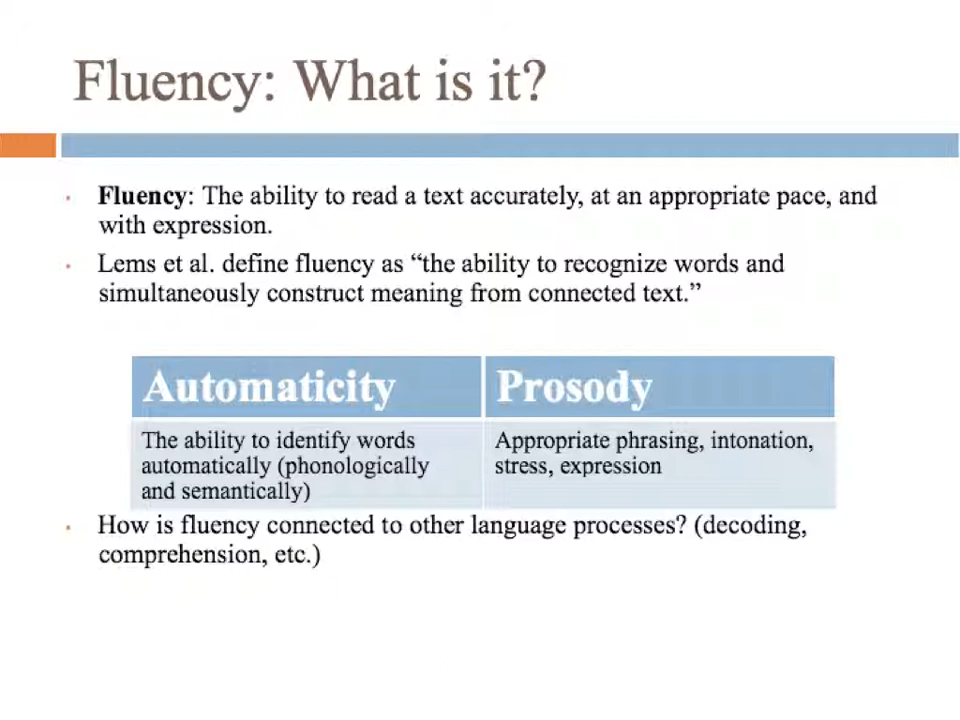 Fluency: What is it?
Fluency: The ability to read a text accurately, at an appropriate pace, and
with expression.
Lems et al. define fluency as “the ability to recognize words and
simultaneously construct meaning from connected text.”
Automaticity
The ability to identify words
automatically (phonologically
and semantically)
Prosody
Appropriate phrasing, intonation,
stress, expression
How is fluency connected to other language processes? (decoding,
comprehension, etc.)